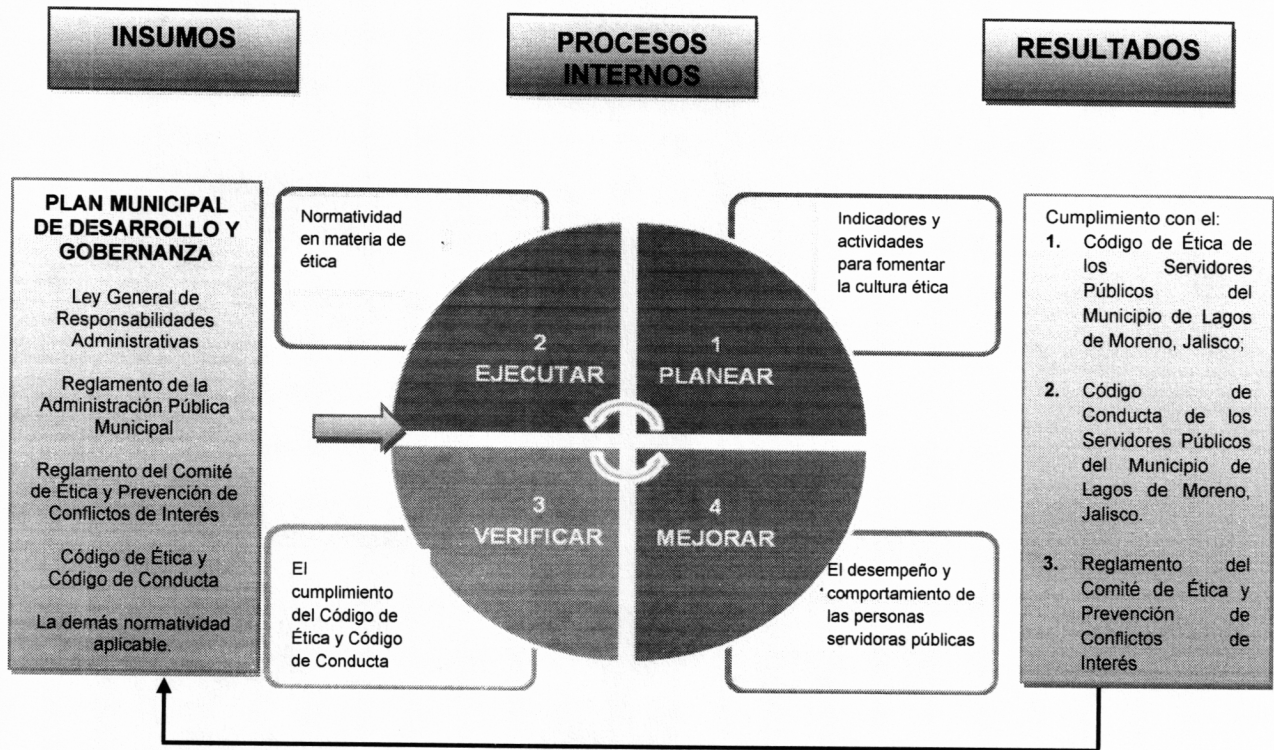 INSUMOS
PROCESOS
INTERNOS
RESULTADOS
PLAN MUNICIPAL
DE DESARROLLO Y
GOBERNANZA
Ley General de
Responsabilidades
Administrativas
Reglamento de la
Administración Pública
Municipal
Reglamento del Comité
de Ética y Prevención de
Conflictos de Interés
Código de Ética y
Código de Conducta
La demás normatividad
aplicable.
Normatividad
en materia de
ética
Indicadores y
actividades
para fomentar
la cultura ética
2
EJECUTAR
1
PLANEAR
3
VERIFICAR
4
MEJORAR
El
cumplimiento
del Código de
Ética y Código
de Conducta
El desempeño y
comportamiento de
las personas
servidoras públicas
Cumplimiento con el:
1. Código de Ética de
los Servidores
Públicos del
Municipio de Lagos
de Moreno, Jalisco;
2. Código de
Conducta de los
Servidores Públicos
del Municipio de
Lagos de Moreno,
Jalisco.
3. Reglamento del
Comité de Ética y
Prevención de
Conflictos de
Interés